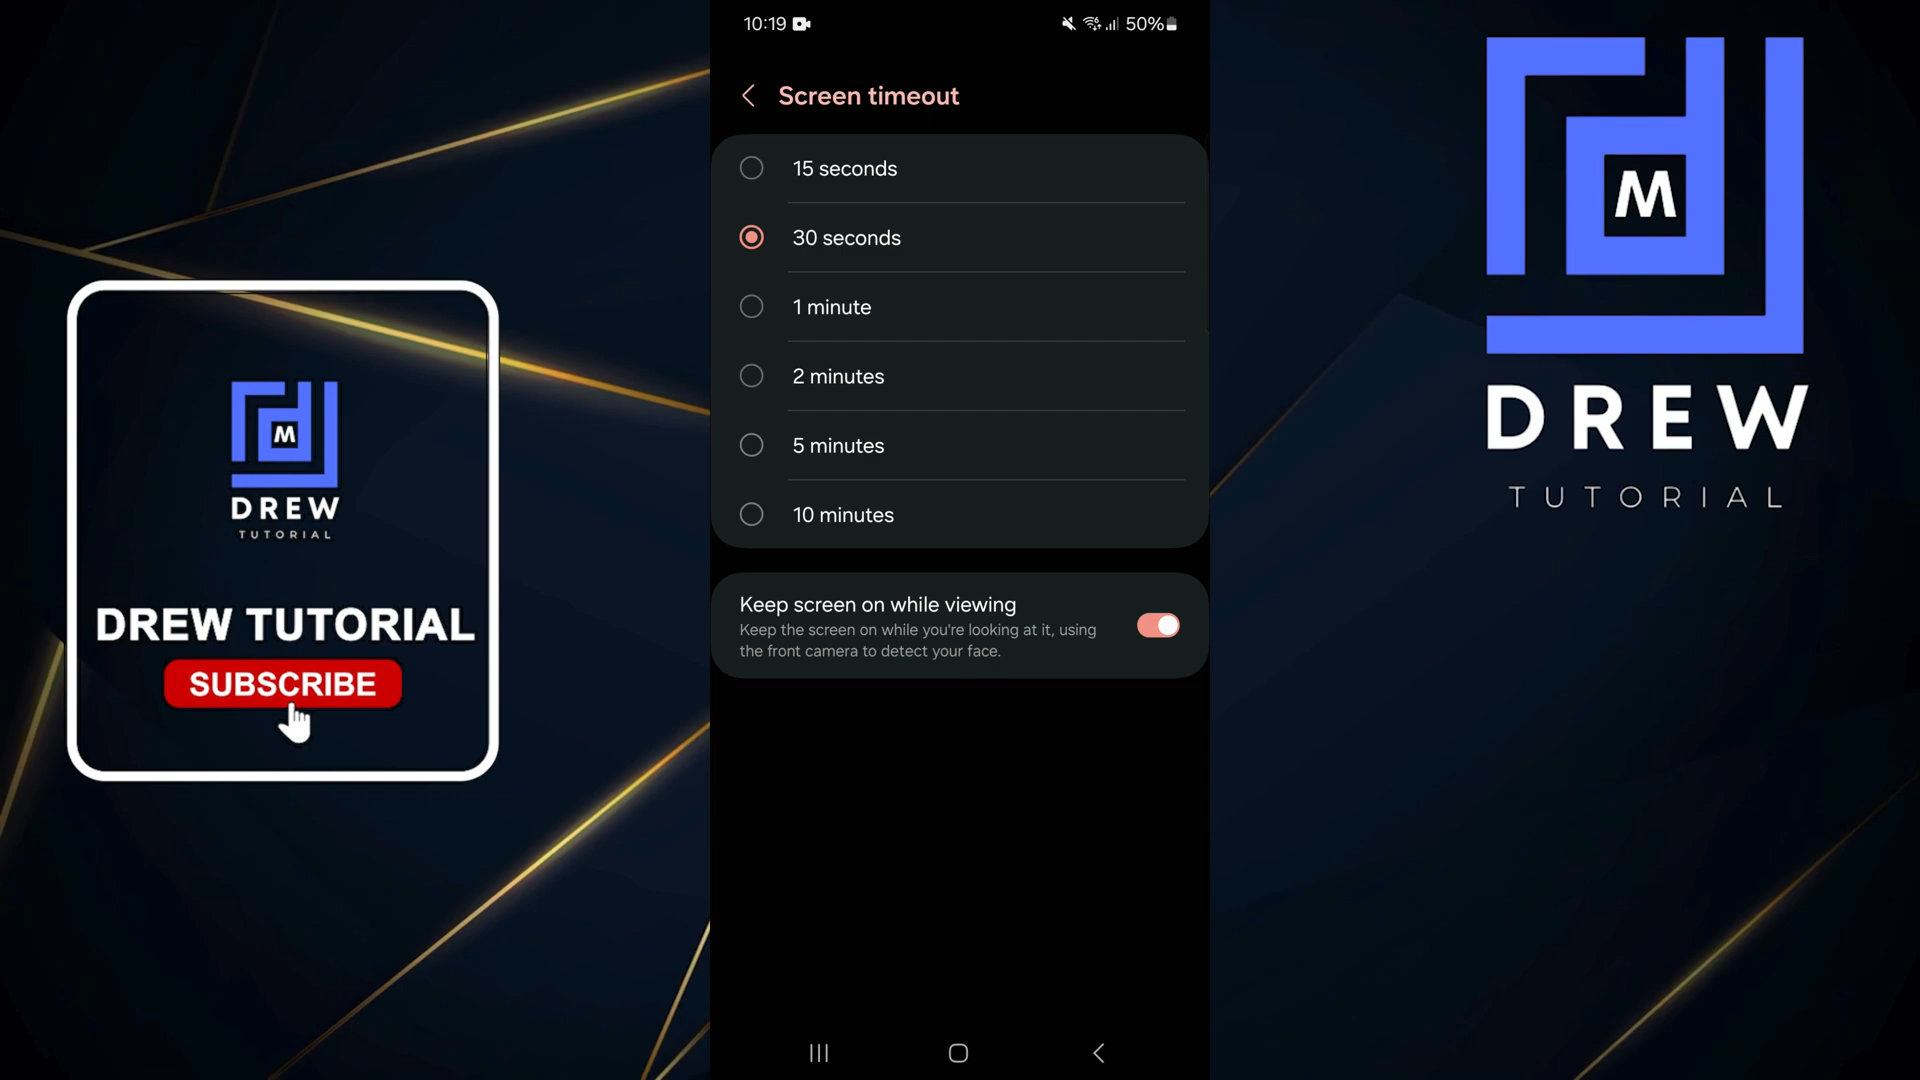 10:19
50%
Screen timeout
15 seconds
30 seconds
1 minute
2 minutes
5 minutes
10 minutes
Keep screen on while viewing
Keep the screen on while you're looking at it, using
the front camera to detect your face.
M
DREW
TUTORIAL
DREW TUTORIAL
SUBSCRIBE
M
DREW
TUTORIAL